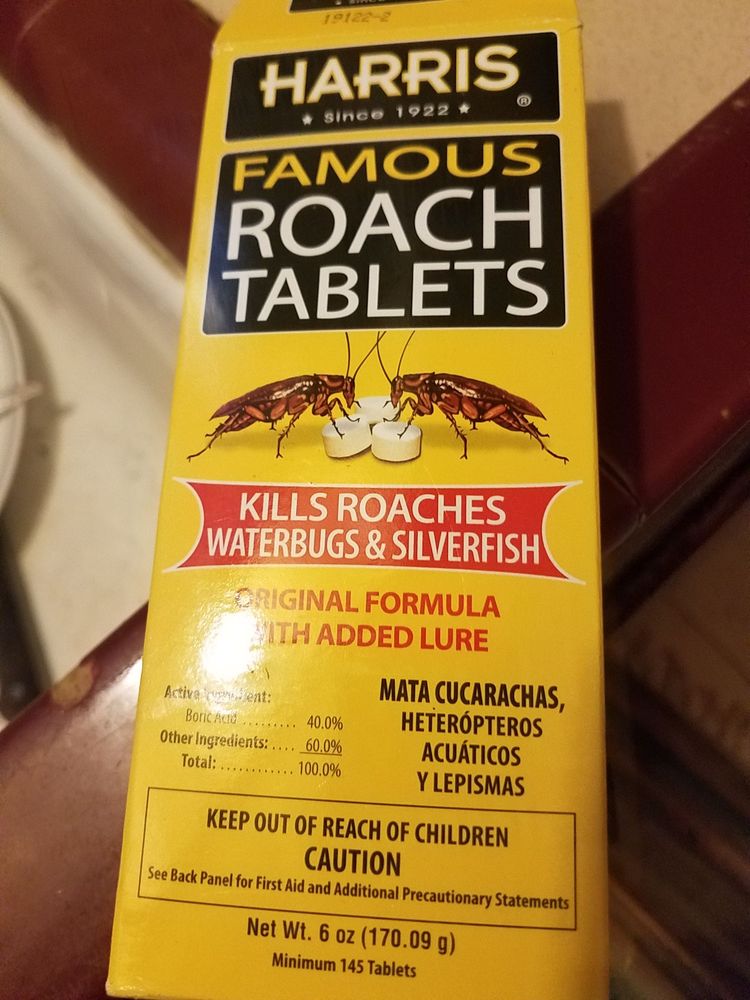 19122-2
HARRIS
★ Since 1922 ★ ®
FAMOUS
ROACH
TABLETS
KILLS ROACHES
WATERBUGS & SILVERFISH
ORIGINAL FORMULA
WITH ADDED LURE
Active Ingredient:
Boric Acid ......... 40.0%
Other Ingredients: .... 60.0%
Total: ............ 100.0%
MATA CUCARACHAS,
HETERÓPTEROS
ACUÁTICOS
Y LEPISMAS
KEEP OUT OF REACH OF CHILDREN
CAUTION
See Back Panel for First Aid and Additional Precautionary Statements
Net Wt. 6 oz (170.09 g)
Minimum 145 Tablets